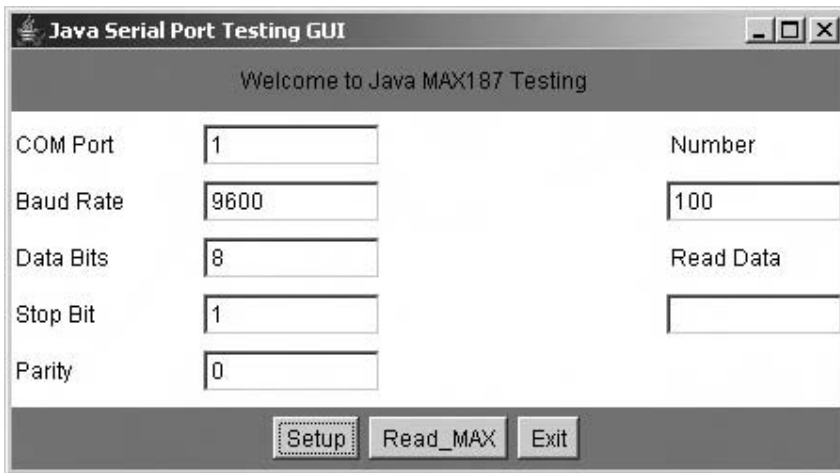 Java Serial Port Testing GUI
Welcome to Java MAX187 Testing
COM Port 1 Number
Baud Rate 9600 100
Data Bits 8 Read Data
Stop Bit 1
Parity 0
Setup Read_MAX Exit